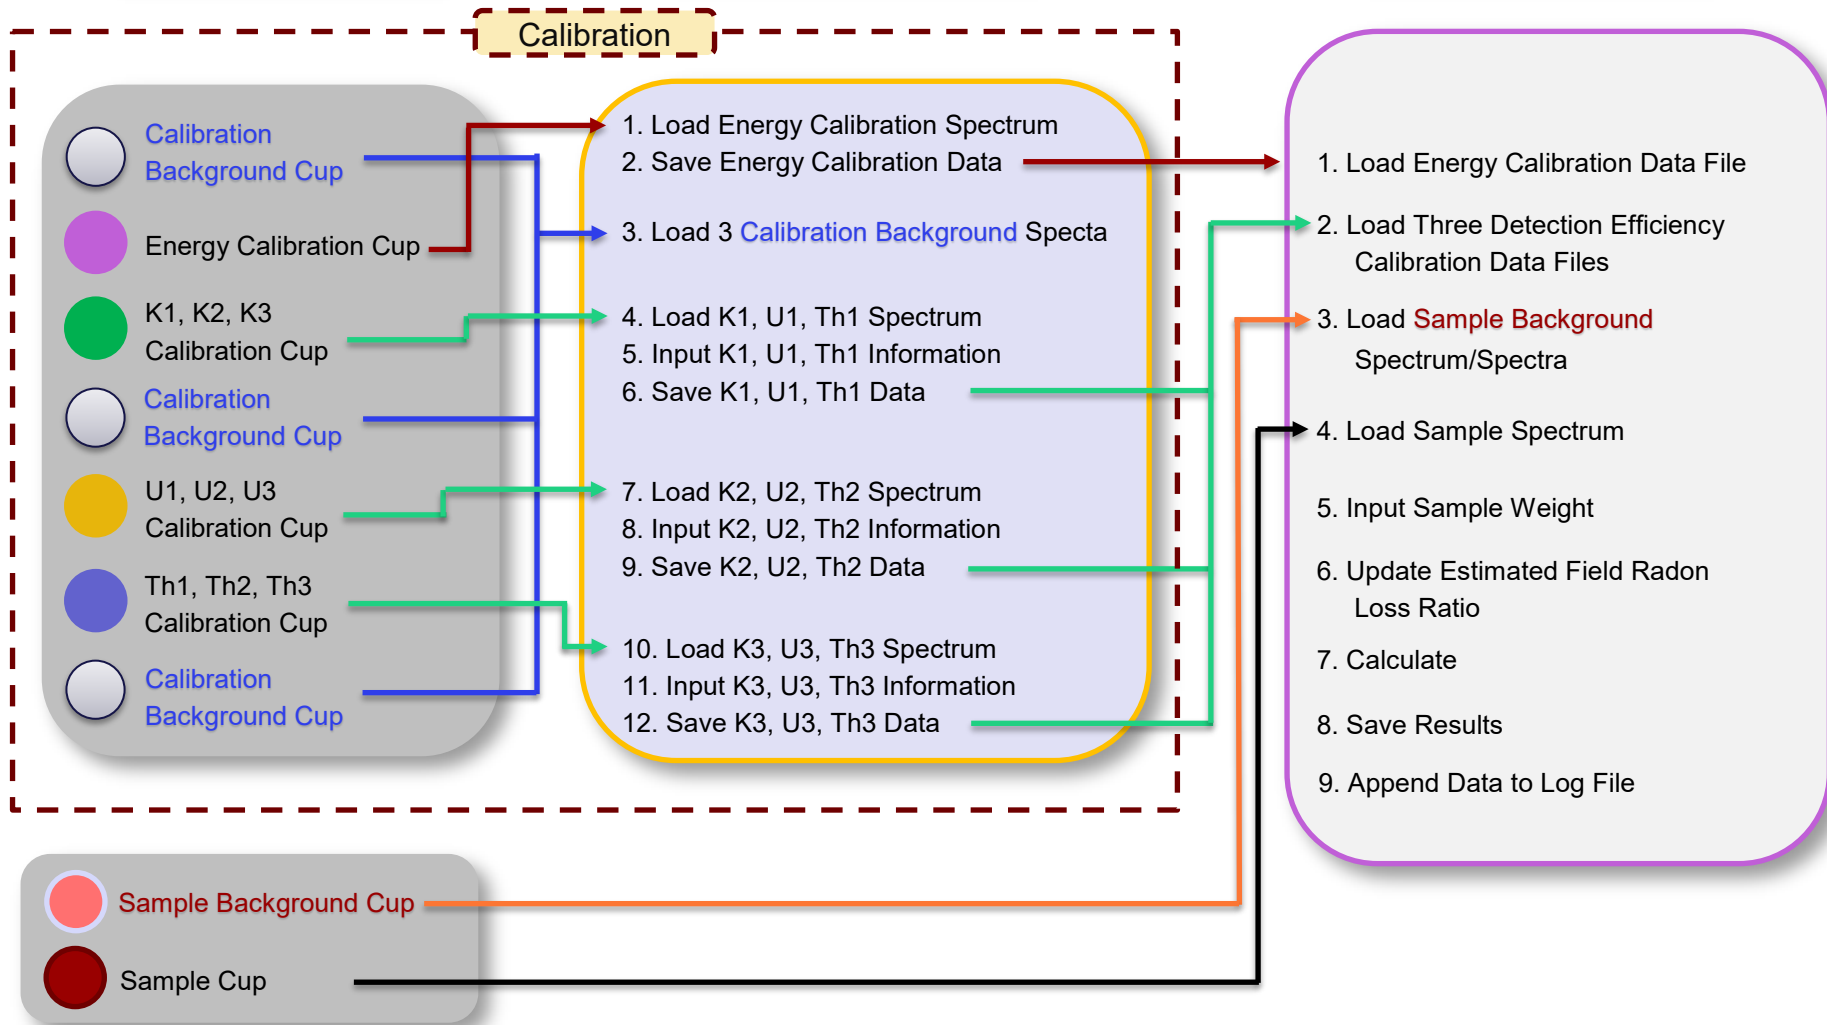 Calibration
Calibration
Background Cup
Energy Calibration Cup
K1, K2, K3
Calibration Cup
Calibration
Background Cup
U1, U2, U3
Calibration Cup
Th1, Th2, Th3
Calibration Cup
Calibration
Background Cup
1. Load Energy Calibration Spectrum
2. Save Energy Calibration Data
3. Load 3 Calibration Background Specta
4. Load K1, U1, Th1 Spectrum
5. Input K1, U1, Th1 Information
6. Save K1, U1, Th1 Data
7. Load K2, U2, Th2 Spectrum
8. Input K2, U2, Th2 Information
9. Save K2, U2, Th2 Data
10. Load K3, U3, Th3 Spectrum
11. Input K3, U3, Th3 Information
12. Save K3, U3, Th3 Data
1. Load Energy Calibration Data File
2. Load Three Detection Efficiency
Calibration Data Files
3. Load Sample Background
Spectrum/Spectra
4. Load Sample Spectrum
5. Input Sample Weight
6. Update Estimated Field Radon
Loss Ratio
7. Calculate
8. Save Results
9. Append Data to Log File
Sample Background Cup
Sample Cup